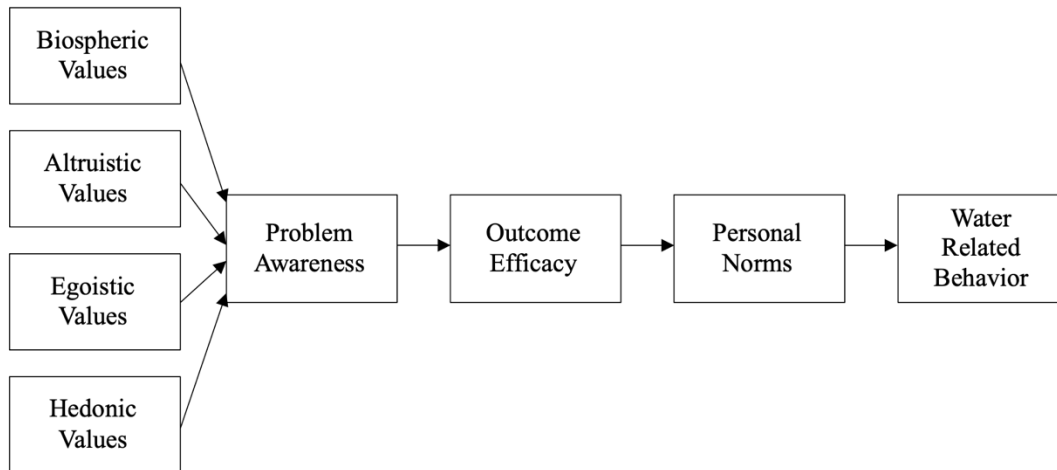 Biospheric
Values
Altruistic
Values
Egoistic
Values
Hedonic
Values
Problem
Awareness
Outcome
Efficacy
Personal
Norms
Water
Related
Behavior